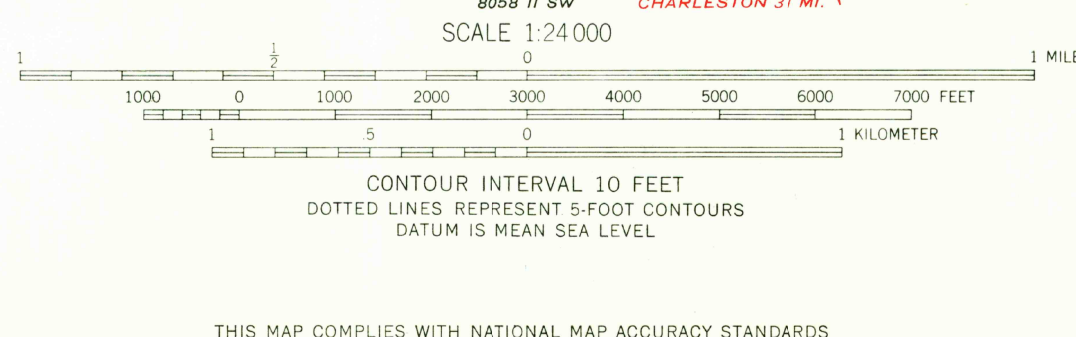 8058 II SW CHARLESTON 31 MI.
SCALE 1:24 000
1 ½ 0 1 MILE
1000 0 1000 2000 3000 4000 5000 6000 7000 FEET
1 .5 0 1 KILOMETER
CONTOUR INTERVAL 10 FEET
DOTTED LINES REPRESENT 5-FOOT CONTOURS
DATUM IS MEAN SEA LEVEL
THIS MAP COMPLIES WITH NATIONAL MAP ACCURACY STANDARDS